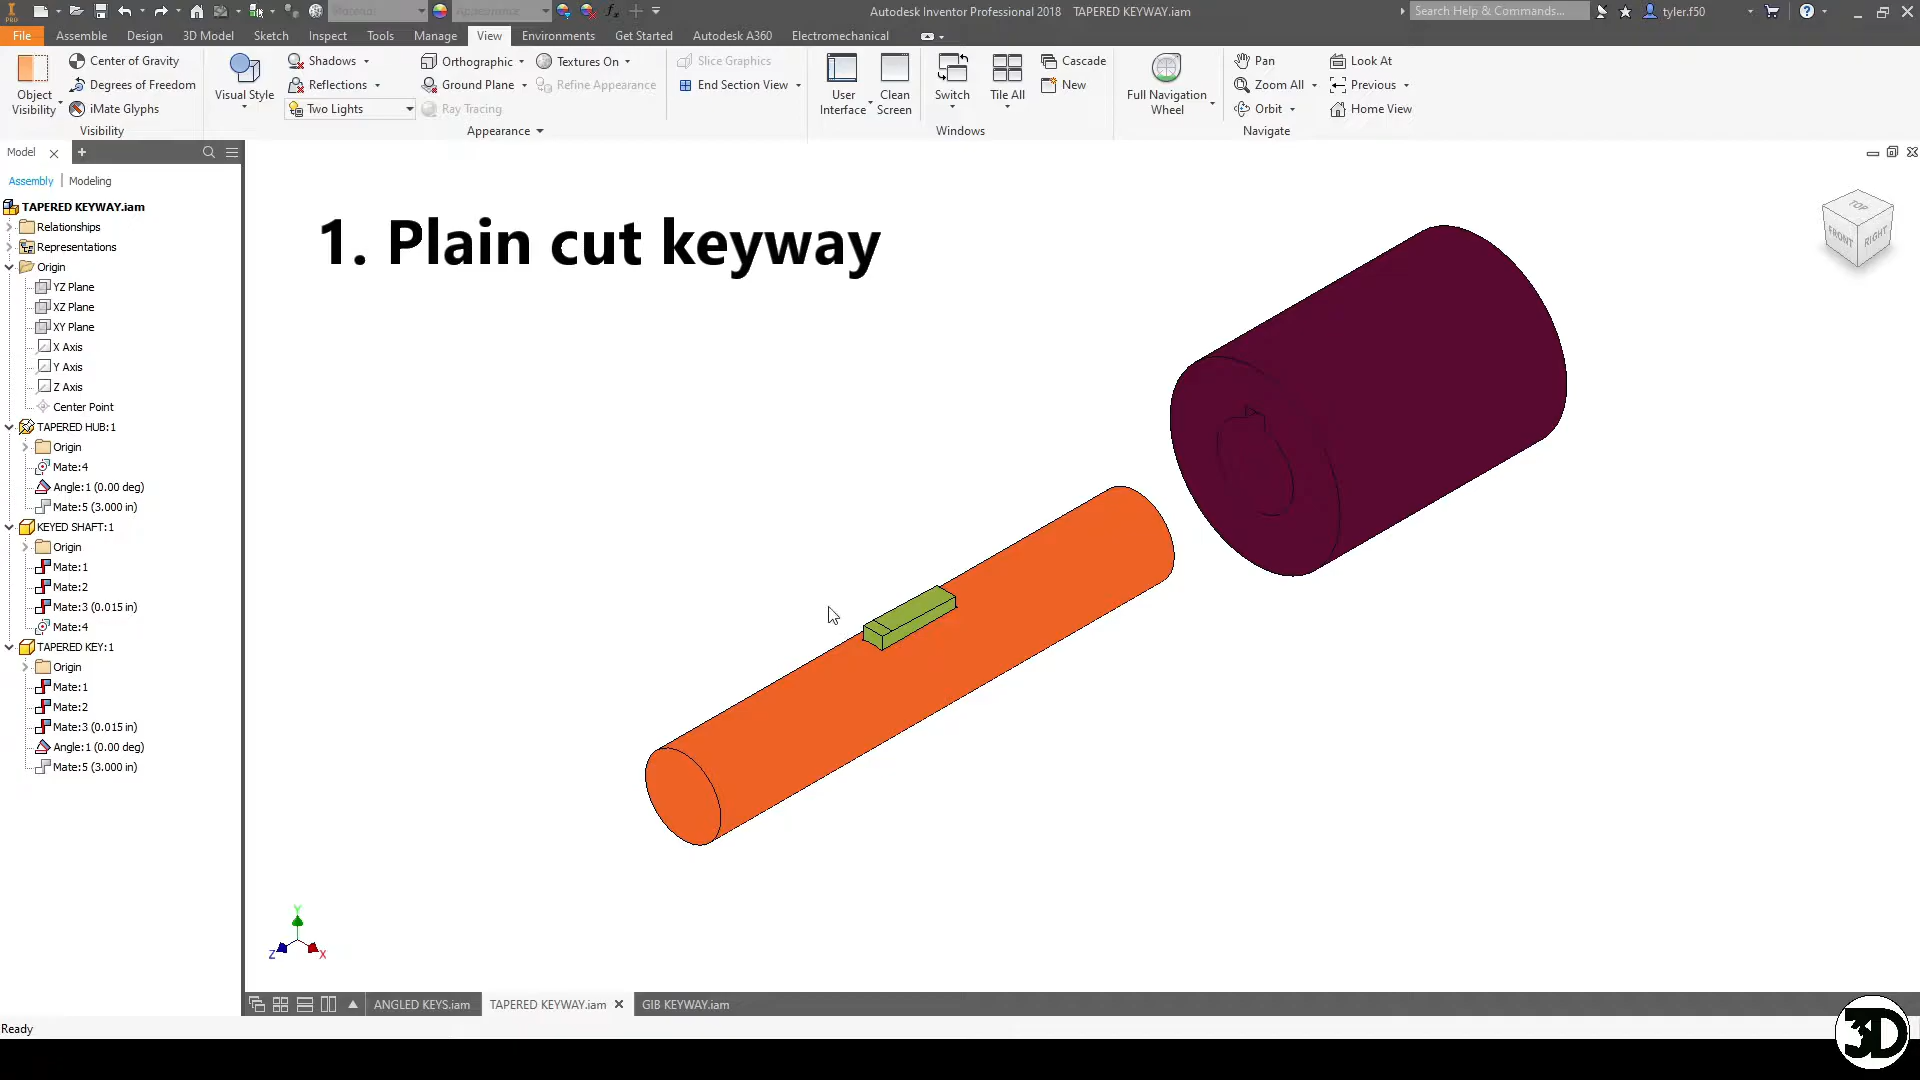 PRO
Material
Appearance
Autodesk Inventor Professional 2018 TAPERED KEYWAY.iam
Search Help & Commands...
tyler.f50
File Assemble Design 3D Model Sketch Inspect Tools Manage View Environments Get Started Autodesk A360 Electromechanical
Object Visibility
Center of Gravity
Degrees of Freedom
iMate Glyphs
Visibility
Visual Style
Shadows
Reflections
Two Lights
Orthographic
Ground Plane
Ray Tracing
Textures On
Refine Appearance
Appearance
Slice Graphics
End Section View
User Interface
Clean Screen
Switch
Tile All
Cascade
New
Windows
Full Navigation Wheel
Pan
Zoom All
Orbit
Look At
Previous
Home View
Navigate
Model
Assembly | Modeling
TAPERED KEYWAY.iam
Relationships
Representations
Origin
YZ Plane
XZ Plane
XY Plane
X Axis
Y Axis
Z Axis
Center Point
TAPERED HUB:1
Origin
Mate:4
Angle:1 (0.00 deg)
Mate:5 (3.000 in)
KEYED SHAFT:1
Origin
Mate:1
Mate:2
Mate:3 (0.015 in)
Mate:4
TAPERED KEY:1
Origin
Mate:1
Mate:2
Mate:3 (0.015 in)
Angle:1 (0.00 deg)
Mate:5 (3.000 in)
1. Plain cut keyway
TOP
FRONT
RIGHT
Y
Z
X
ANGLED KEYS.iam TAPERED KEYWAY.iam GIB KEYWAY.iam
Ready
3D